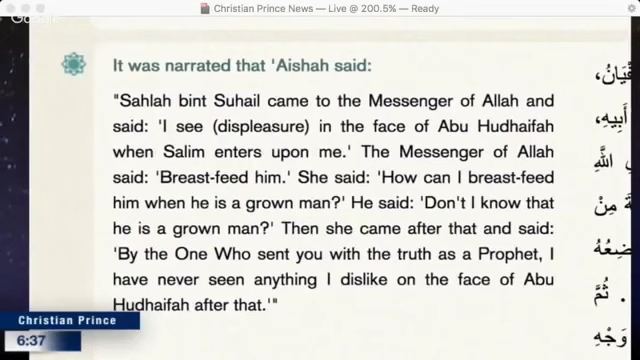 Christian Prince News — Live @ 200.5% — Ready
It was narrated that 'Aishah said:
"Sahlah bint Suhail came to the Messenger of Allah and
said: 'I see (displeasure) in the face of Abu Hudhaifah
when Salim enters upon me.' The Messenger of Allah
said: 'Breast-feed him.' She said: 'How can I breast-feed
him when he is a grown man?' He said: 'Don't I know that
he is a grown man?' Then she came after that and said:
'By the One Who sent you with the truth as a Prophet, I
have never seen anything I dislike on the face of Abu
Hudhaifah after that.'"
أَبِيهِ،
مِنْ
ثُمَّ
وَجْهِ
Christian Prince
6:37